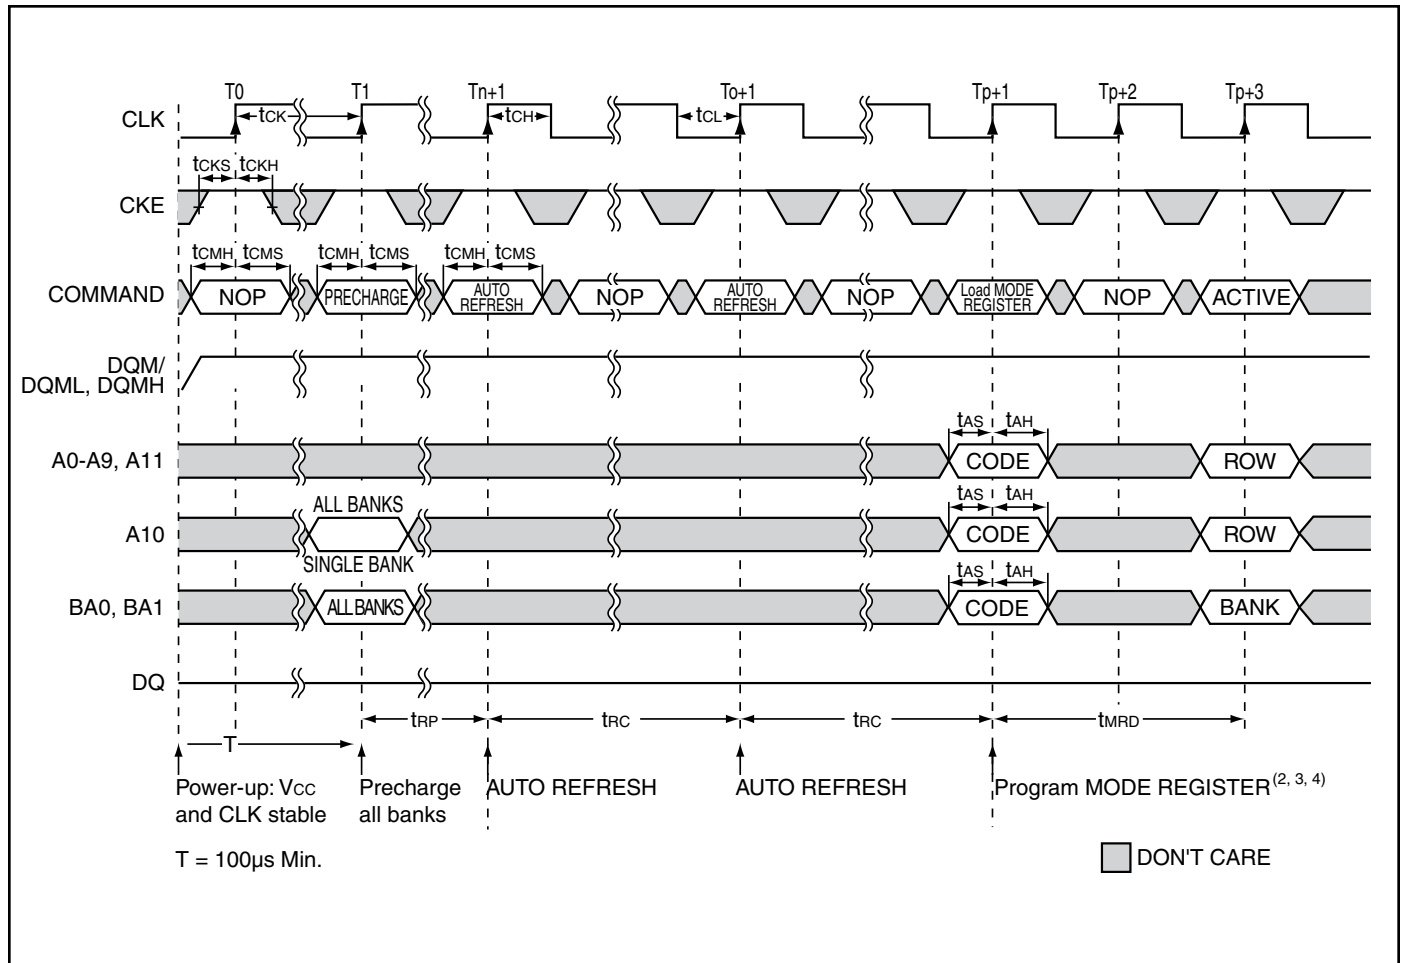 T0 T1 Tn+1 To+1 Tp+1 Tp+2 Tp+3
CLK tCK tCH tCL
tCKS tCKH
CKE
tCMH tCMS tCMH tCMS tCMH tCMS
COMMAND NOP PRECHARGE AUTO REFRESH NOP AUTO REFRESH NOP Load MODE REGISTER NOP ACTIVE
DQM/
DQML, DQMH
tAS tAH
A0-A9, A11 CODE ROW
ALL BANKS tAS tAH
A10 CODE ROW
SINGLE BANK tAS tAH
BA0, BA1 ALL BANKS CODE BANK
DQ
tRP tRC tRC tMRD
T
Power-up: VCC Precharge AUTO REFRESH AUTO REFRESH Program MODE REGISTER(2, 3, 4)
and CLK stable all banks
T = 100µs Min. DON'T CARE